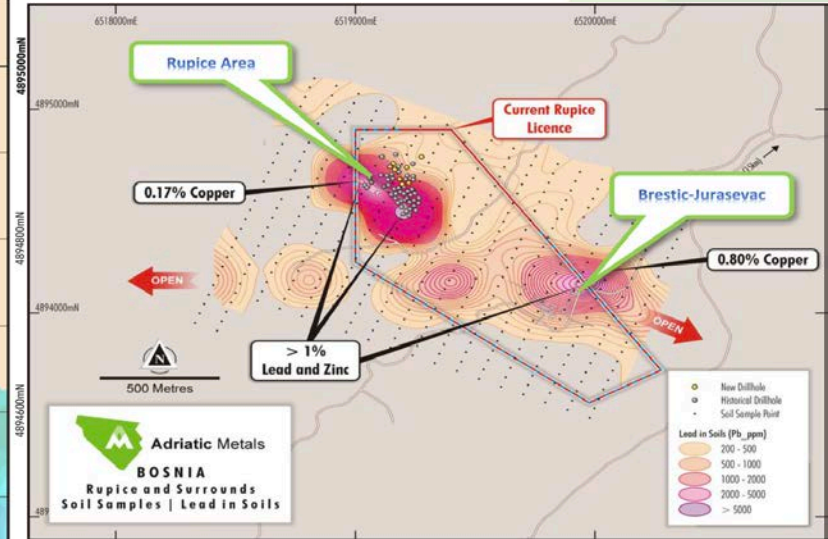 6518000mE
6519000mE
6520000mE
4895000mN
4894800mN
4894600mN
4895000mN
4894000mN
Rupice Area
Current Rupice
Licence
0.17% Copper
Brestic-Jurasevac
0.80% Copper
OPEN
OPEN
> 1%
Lead and Zinc
N
500 Metres
Adriatic Metals
BOSNIA
Rupice and Surrounds
Soil Samples | Lead in Soils
New Drillhole
Historical Drillhole
Soil Sample Point
Lead in Soils (Pb_ppm)
200 - 500
500 - 1000
1000 - 2000
2000 - 5000
> 5000